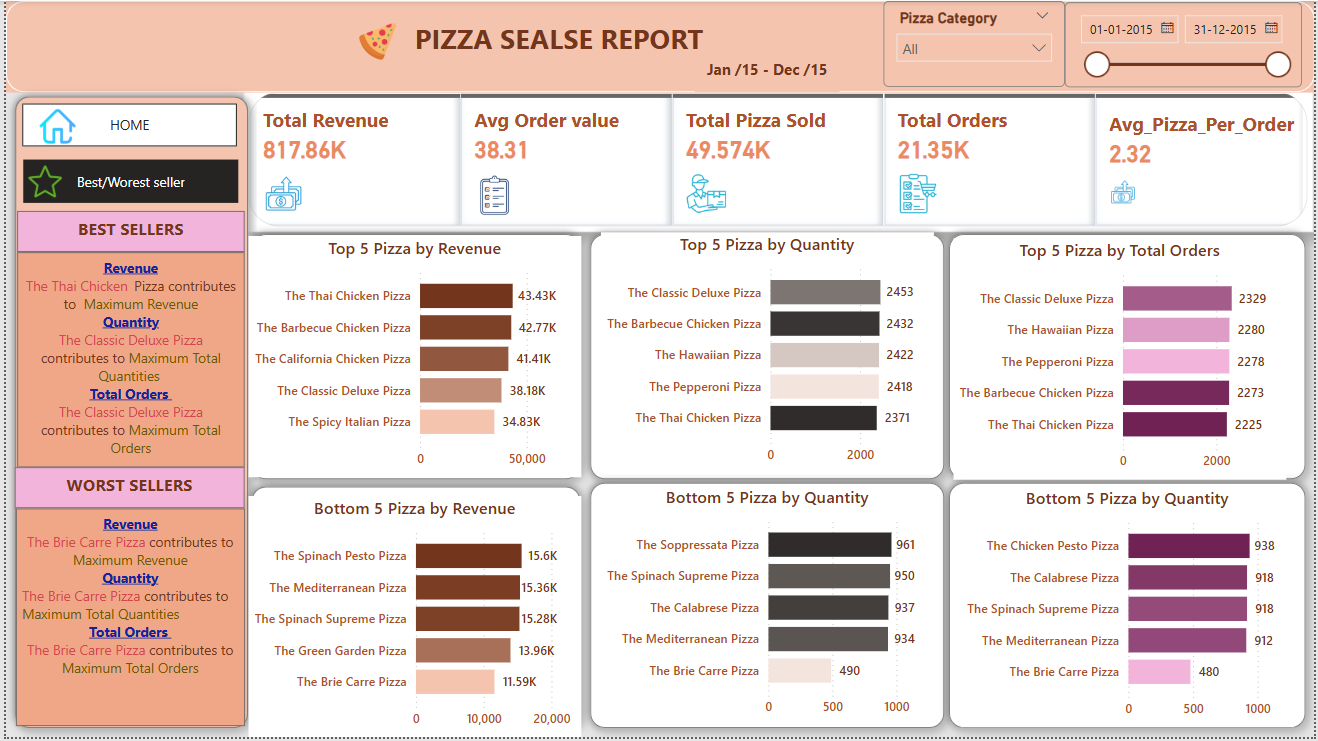 PIZZA SEALSE REPORT
Jan /15 - Dec /15
Pizza Category
All
01-01-2015
31-12-2015
HOME
Best/Worest seller
BEST SELLERS
Revenue
The Thai Chicken Pizza contributes
to Maximum Revenue
Quantity
The Classic Deluxe Pizza
contributes to Maximum Total
Quantities
Total Orders
The Classic Deluxe Pizza
contributes to Maximum Total
Orders
WORST SELLERS
Revenue
The Brie Carre Pizza contributes to
Maximum Revenue
Quantity
The Brie Carre Pizza contributes to
Maximum Total Quantities
Total Orders
The Brie Carre Pizza contributes to
Maximum Total Orders
Total Revenue
817.86K
Avg Order value
38.31
Total Pizza Sold
49.574K
Total Orders
21.35K
Avg_Pizza_Per_Order
2.32
Top 5 Pizza by Revenue
The Thai Chicken Pizza 43.43K
The Barbecue Chicken Pizza 42.77K
The California Chicken Pizza 41.41K
The Classic Deluxe Pizza 38.18K
The Spicy Italian Pizza 34.83K
0 50,000
Top 5 Pizza by Quantity
The Classic Deluxe Pizza 2453
The Barbecue Chicken Pizza 2432
The Hawaiian Pizza 2422
The Pepperoni Pizza 2418
The Thai Chicken Pizza 2371
0 2000
Top 5 Pizza by Total Orders
The Classic Deluxe Pizza 2329
The Hawaiian Pizza 2280
The Pepperoni Pizza 2278
The Barbecue Chicken Pizza 2273
The Thai Chicken Pizza 2225
0 2000
Bottom 5 Pizza by Revenue
The Spinach Pesto Pizza 15.6K
The Mediterranean Pizza 15.36K
The Spinach Supreme Pizza 15.28K
The Green Garden Pizza 13.96K
The Brie Carre Pizza 11.59K
0 10,000 20,000
Bottom 5 Pizza by Quantity
The Soppressata Pizza 961
The Spinach Supreme Pizza 950
The Calabrese Pizza 937
The Mediterranean Pizza 934
The Brie Carre Pizza 490
0 500 1000
Bottom 5 Pizza by Quantity
The Chicken Pesto Pizza 938
The Calabrese Pizza 918
The Spinach Supreme Pizza 918
The Mediterranean Pizza 912
The Brie Carre Pizza 480
0 500 1000